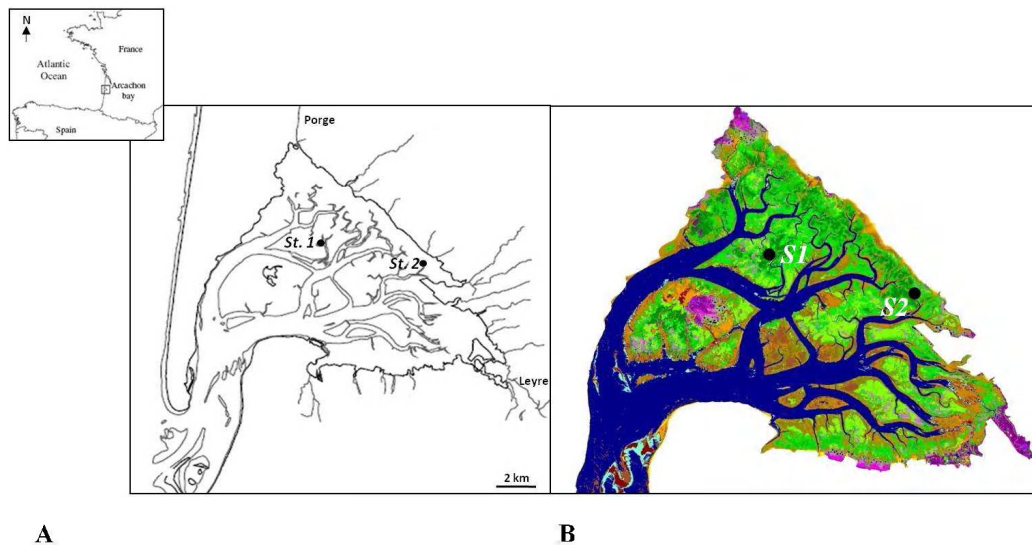 N
France
Atlantic
Ocean
Arcachon
bay
Spain
Porge
St. 1
St. 2
Leyre
2 km
S1
S2
A
B